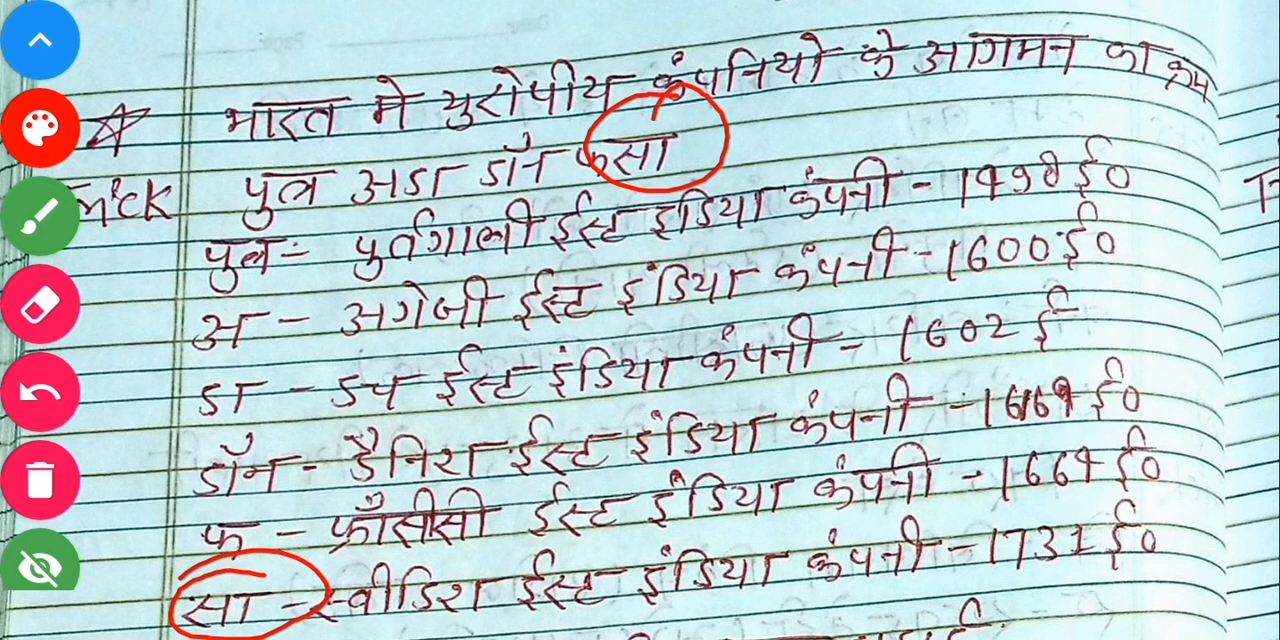 भारत मे युरोपीय कंपनियो के आगमन का क्रम
Trick पुत्र अडा डॉन फसा
पुत्र - पुर्तगाली ईस्ट इंडिया कंपनी - 1498 ई०
अ - अग्रेजी ईस्ट इंडिया कंपनी - 1600 ई०
डा - डच ईस्ट इंडिया कंपनी - 1602 ई
डॉन - डैनिश ईस्ट इंडिया कंपनी - ई०
फ - फ्राँसीसी ईस्ट इंडिया कंपनी - 1664 ई०
सा - स्वीडिश ईस्ट इंडिया कंपनी - 1731 ई०